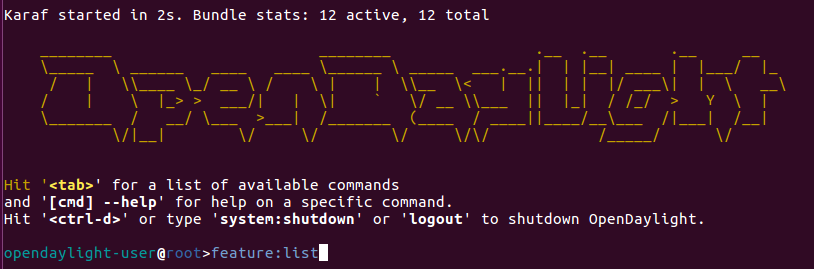 Karaf started in 2s. Bundle stats: 12 active, 12 total
OpenDaylight
Hit '<tab>' for a list of available commands
and '[cmd] --help' for help on a specific command.
Hit '<ctrl-d>' or type 'system:shutdown' or 'logout' to shutdown OpenDaylight.
opendaylight-user@root>feature:list